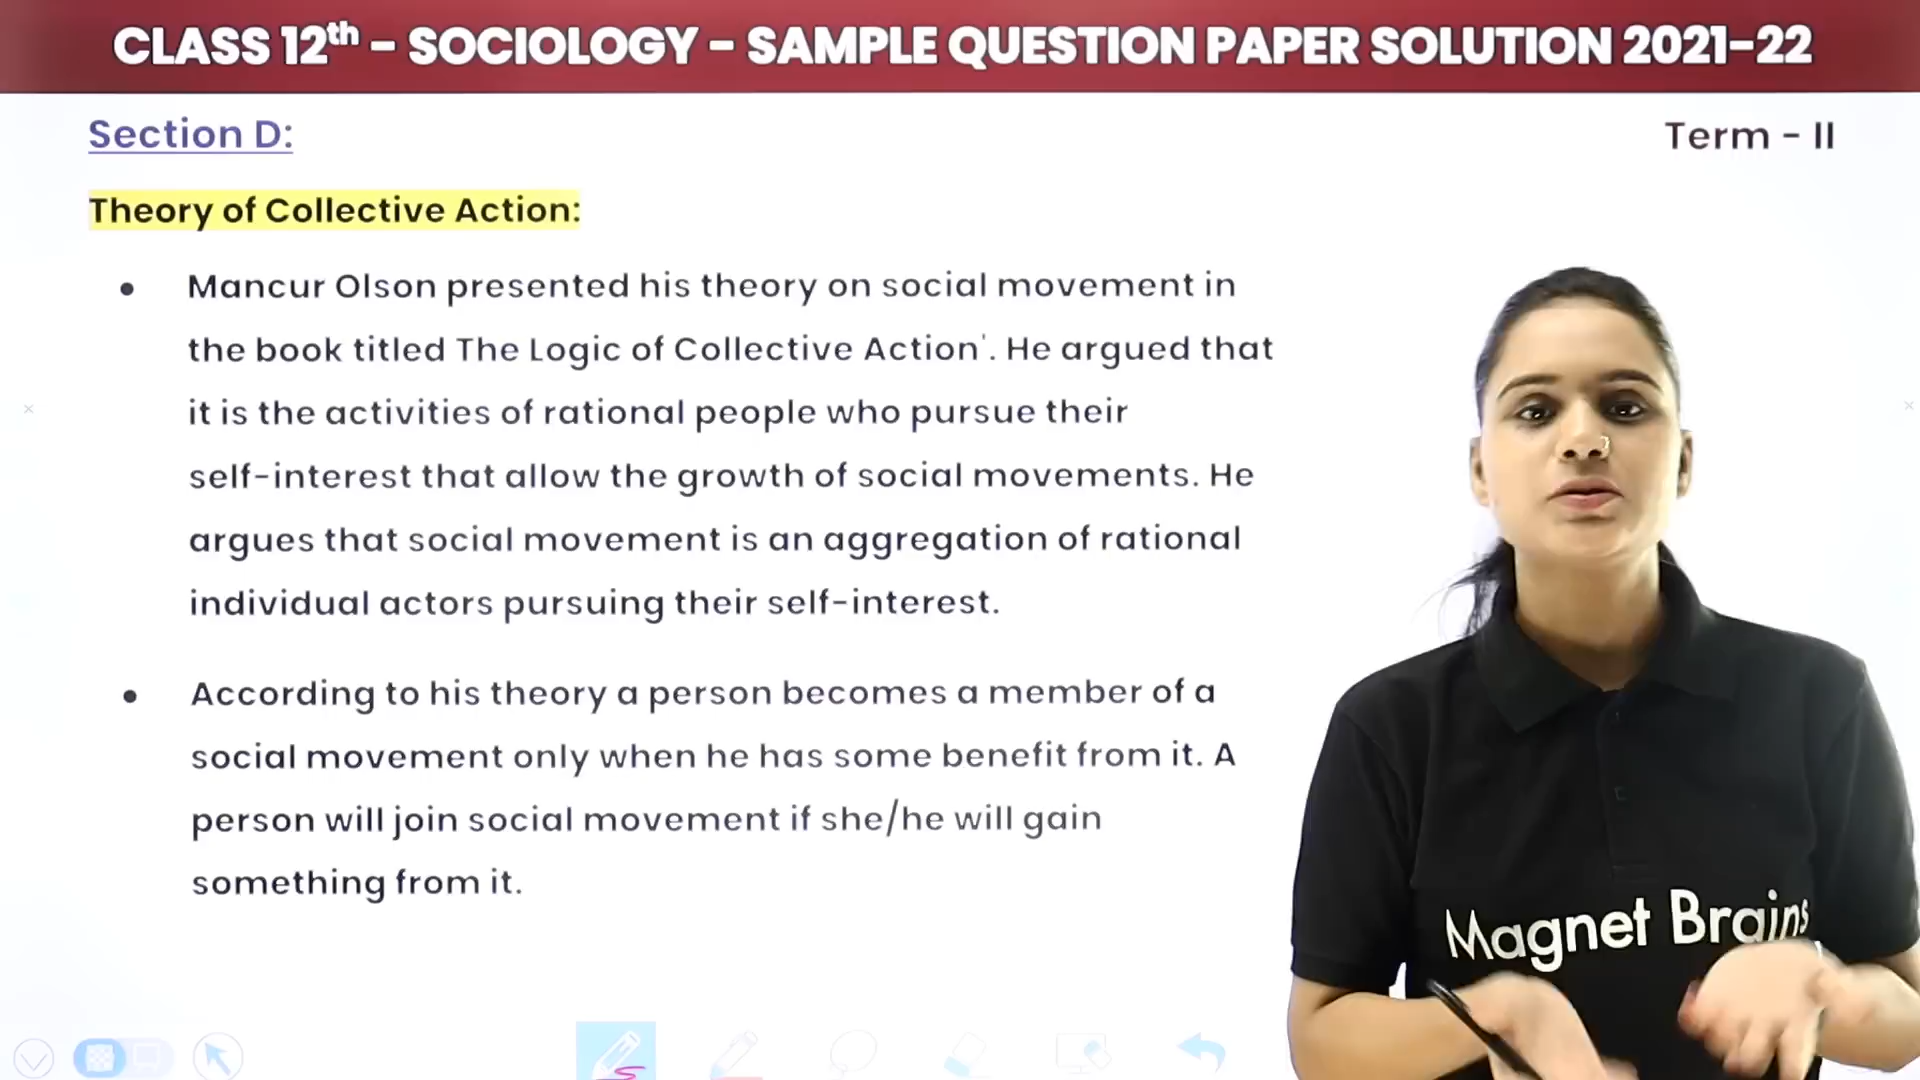 CLASS 12th - SOCIOLOGY - SAMPLE QUESTION PAPER SOLUTION 2021-22
Section D:
Term - II
Theory of Collective Action:
• Mancur Olson presented his theory on social movement in
the book titled The Logic of Collective Action'. He argued that
it is the activities of rational people who pursue their
self-interest that allow the growth of social movements. He
argues that social movement is an aggregation of rational
individual actors pursuing their self-interest.
• According to his theory a person becomes a member of a
social movement only when he has some benefit from it. A
person will join social movement if she/he will gain
something from it.
Magnet Brains